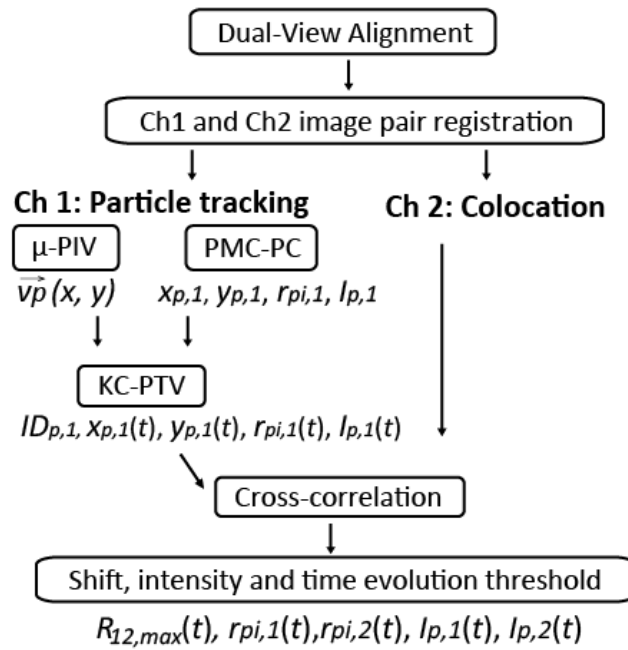 Dual-View Alignment
Ch1 and Ch2 image pair registration
Ch 1: Particle tracking
Ch 2: Colocation
μ-PIV
PMC-PC
vp (x, y)
xp,1, yp,1, rpi,1, Ip,1
KC-PTV
IDp,1, xp,1(t), yp,1(t), rpi,1(t), Ip,1(t)
Cross-correlation
Shift, intensity and time evolution threshold
R12,max(t), rpi,1(t),rpi,2(t), Ip,1(t), Ip,2(t)